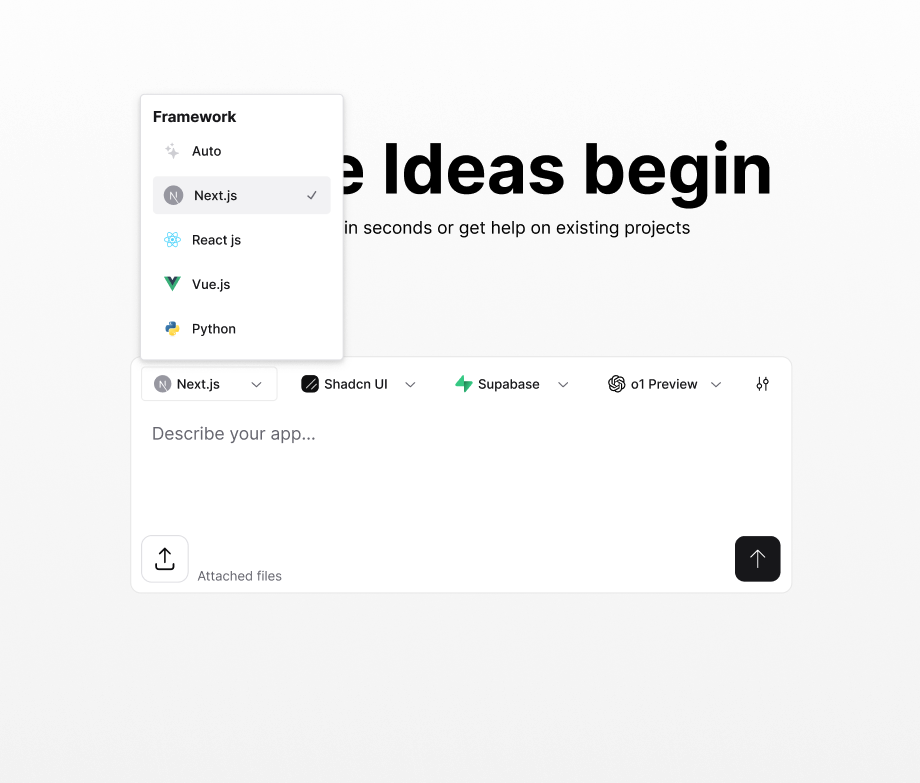 Framework
Auto
Next.js
React js
Vue.js
Python
e Ideas begin
in seconds or get help on existing projects
Next.js Shadcn UI Supabase o1 Preview
Describe your app...
Attached files